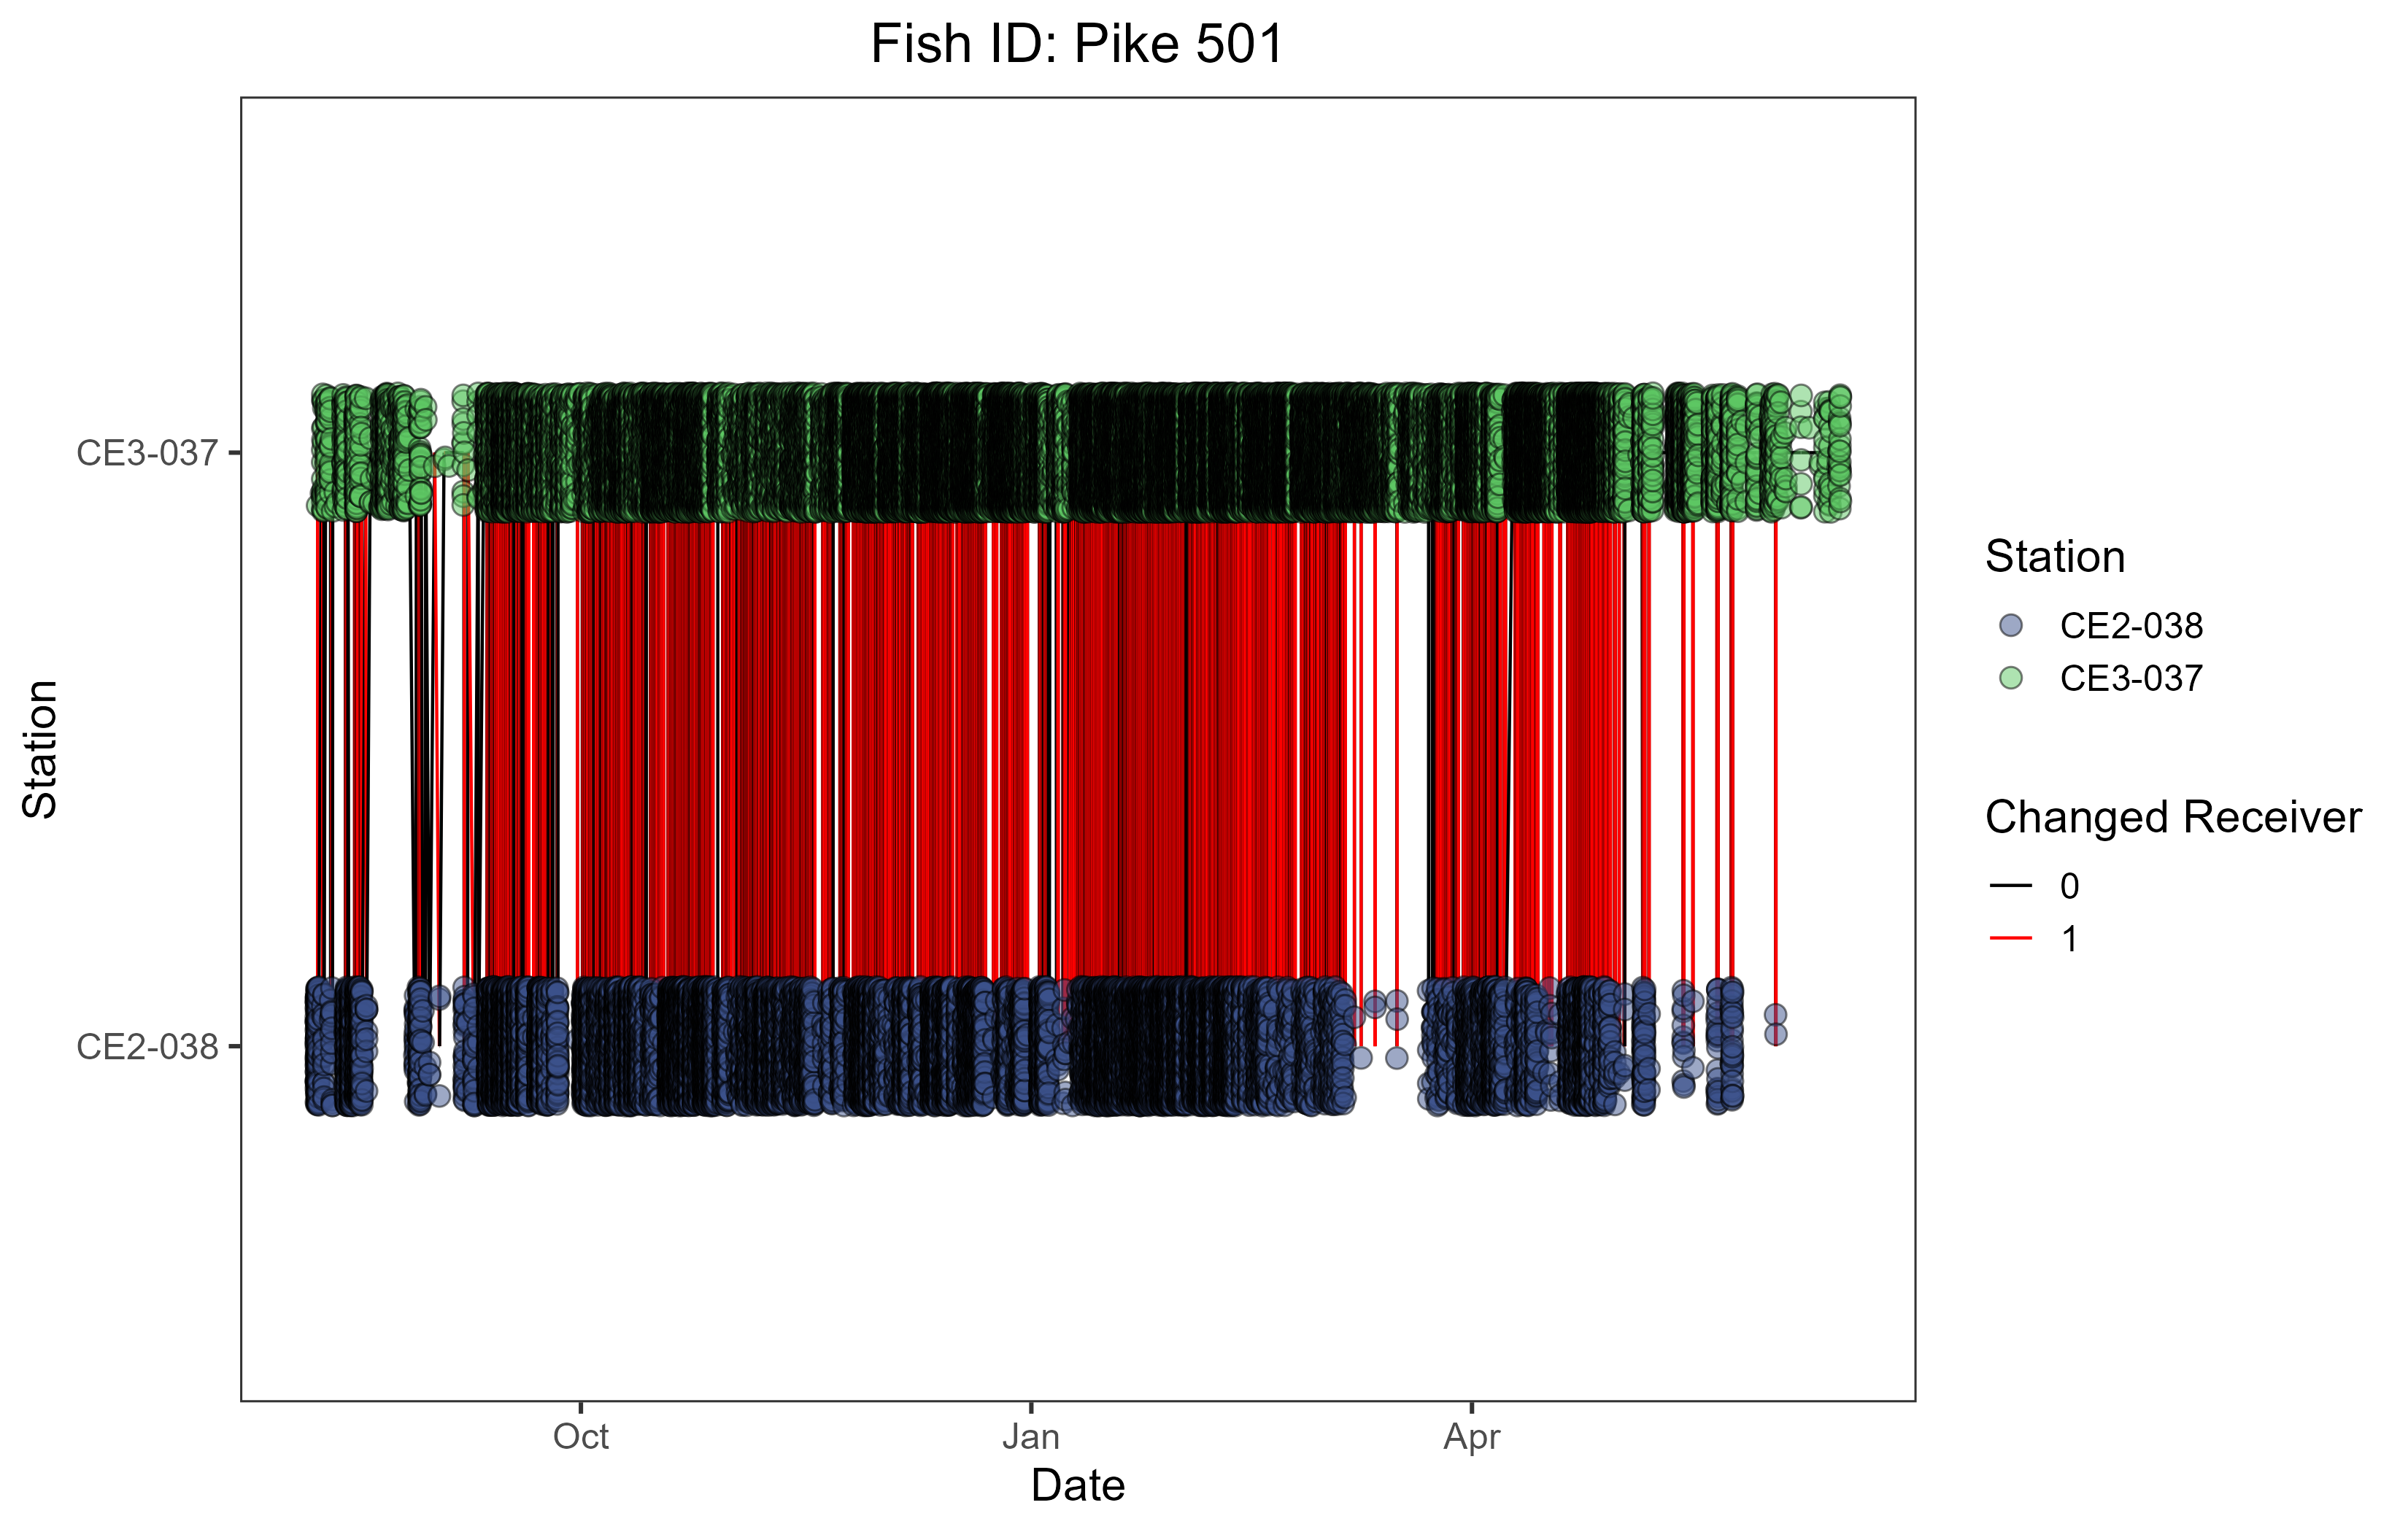 Fish ID: Pike 501
Station
CE3-037
CE2-038
Oct
Jan
Apr
Date
Station
CE2-038
CE3-037
Changed Receiver
0
1